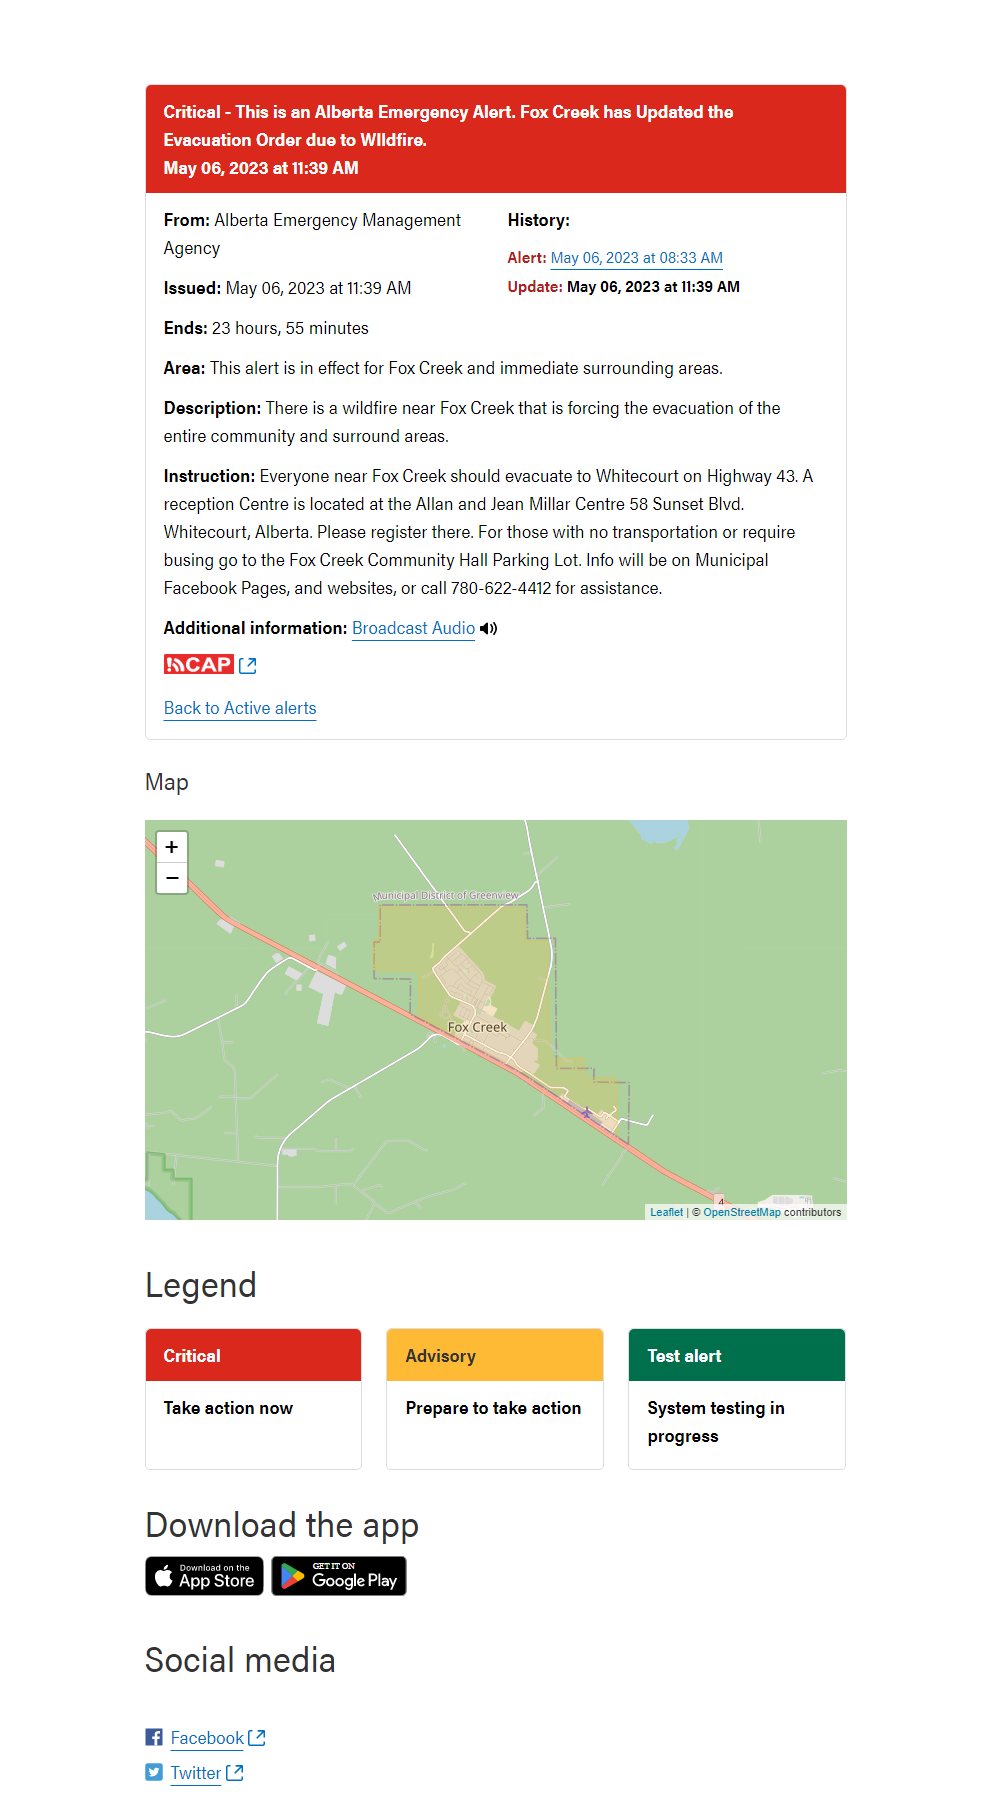 Critical - This is an Alberta Emergency Alert. Fox Creek has Updated the
Evacuation Order due to WIldfire.
May 06, 2023 at 11:39 AM
From: Alberta Emergency Management
Agency
Issued: May 06, 2023 at 11:39 AM
Ends: 23 hours, 55 minutes
History:
Alert: May 06, 2023 at 08:33 AM
Update: May 06, 2023 at 11:39 AM
Area: This alert is in effect for Fox Creek and immediate surrounding areas.
Description: There is a wildfire near Fox Creek that is forcing the evacuation of the
entire community and surround areas.
Instruction: Everyone near Fox Creek should evacuate to Whitecourt on Highway 43. A
reception Centre is located at the Allan and Jean Millar Centre 58 Sunset Blvd.
Whitecourt, Alberta. Please register there. For those with no transportation or require
busing go to the Fox Creek Community Hall Parking Lot. Info will be on Municipal
Facebook Pages, and websites, or call 780-622-4412 for assistance.
Additional information: Broadcast Audio
CAP
Back to Active alerts
Map
+
−
Municipal District of Greenview
Fox Creek
4
Leaflet | © OpenStreetMap contributors
Legend
Critical
Take action now
Advisory
Prepare to take action
Test alert
System testing in
progress
Download the app
Download on the
App Store
GET IT ON
Google Play
Social media
Facebook
Twitter